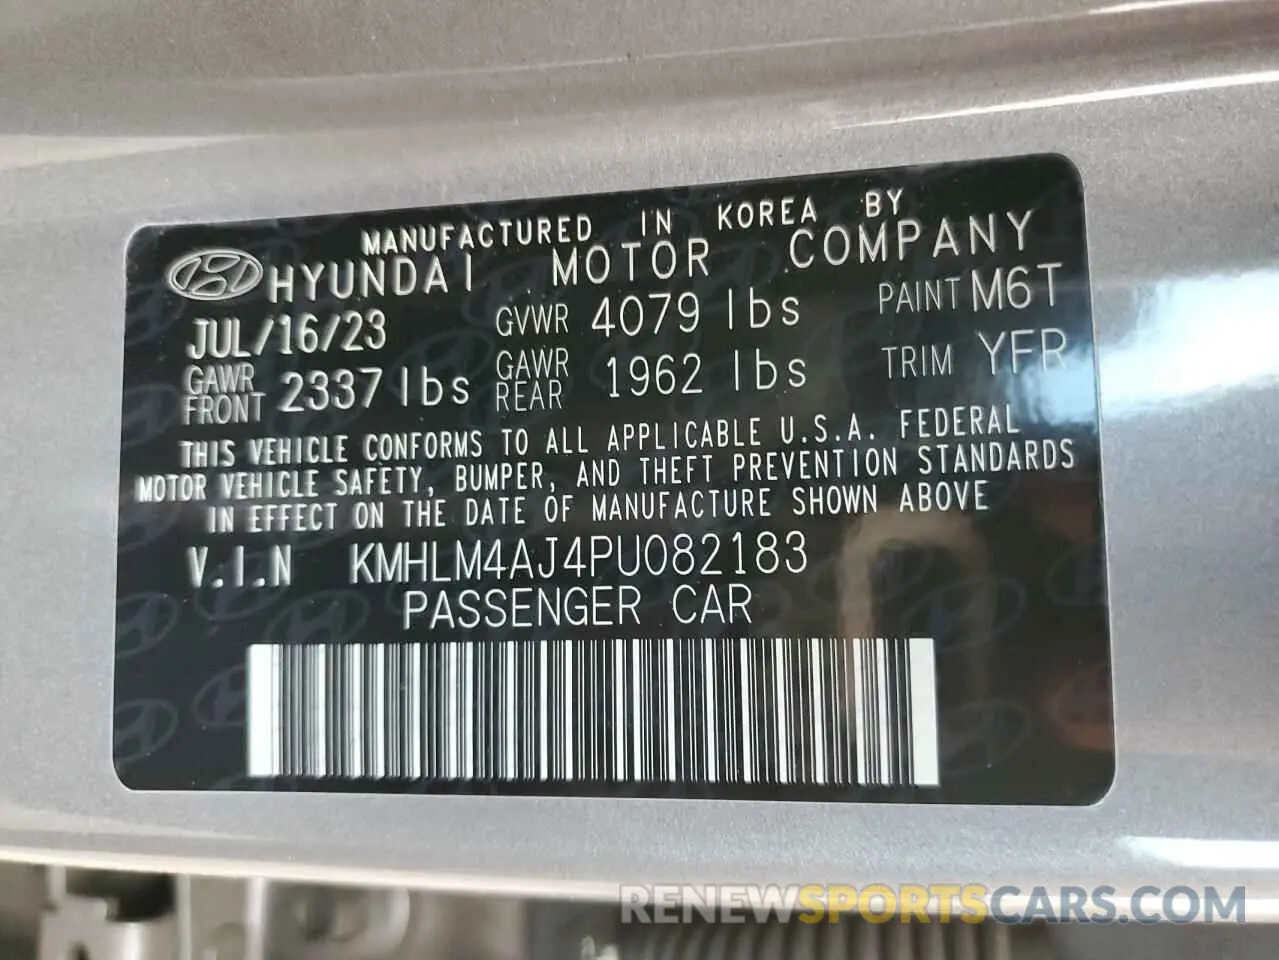 MANUFACTURED IN KOREA BY
HYUNDAI MOTOR COMPANY
JUL/16/23 GVWR 4079 lbs PAINT M6T
GAWR FRONT 2337 lbs GAWR REAR 1962 lbs TRIM YFR
THIS VEHICLE CONFORMS TO ALL APPLICABLE U.S.A. FEDERAL
MOTOR VEHICLE SAFETY, BUMPER, AND THEFT PREVENTION STANDARDS
IN EFFECT ON THE DATE OF MANUFACTURE SHOWN ABOVE
V.I.N KMHLM4AJ4PU082183
PASSENGER CAR
RENEWSPORTSCARS.COM